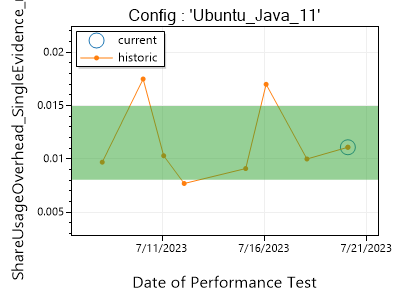 Config : 'Ubuntu_Java_11'
current
historic
0.02
0.015
0.01
0.005
ShareUsageOverhead_SingleEvidence_
7/11/2023
7/16/2023
7/21/2023
Date of Performance Test